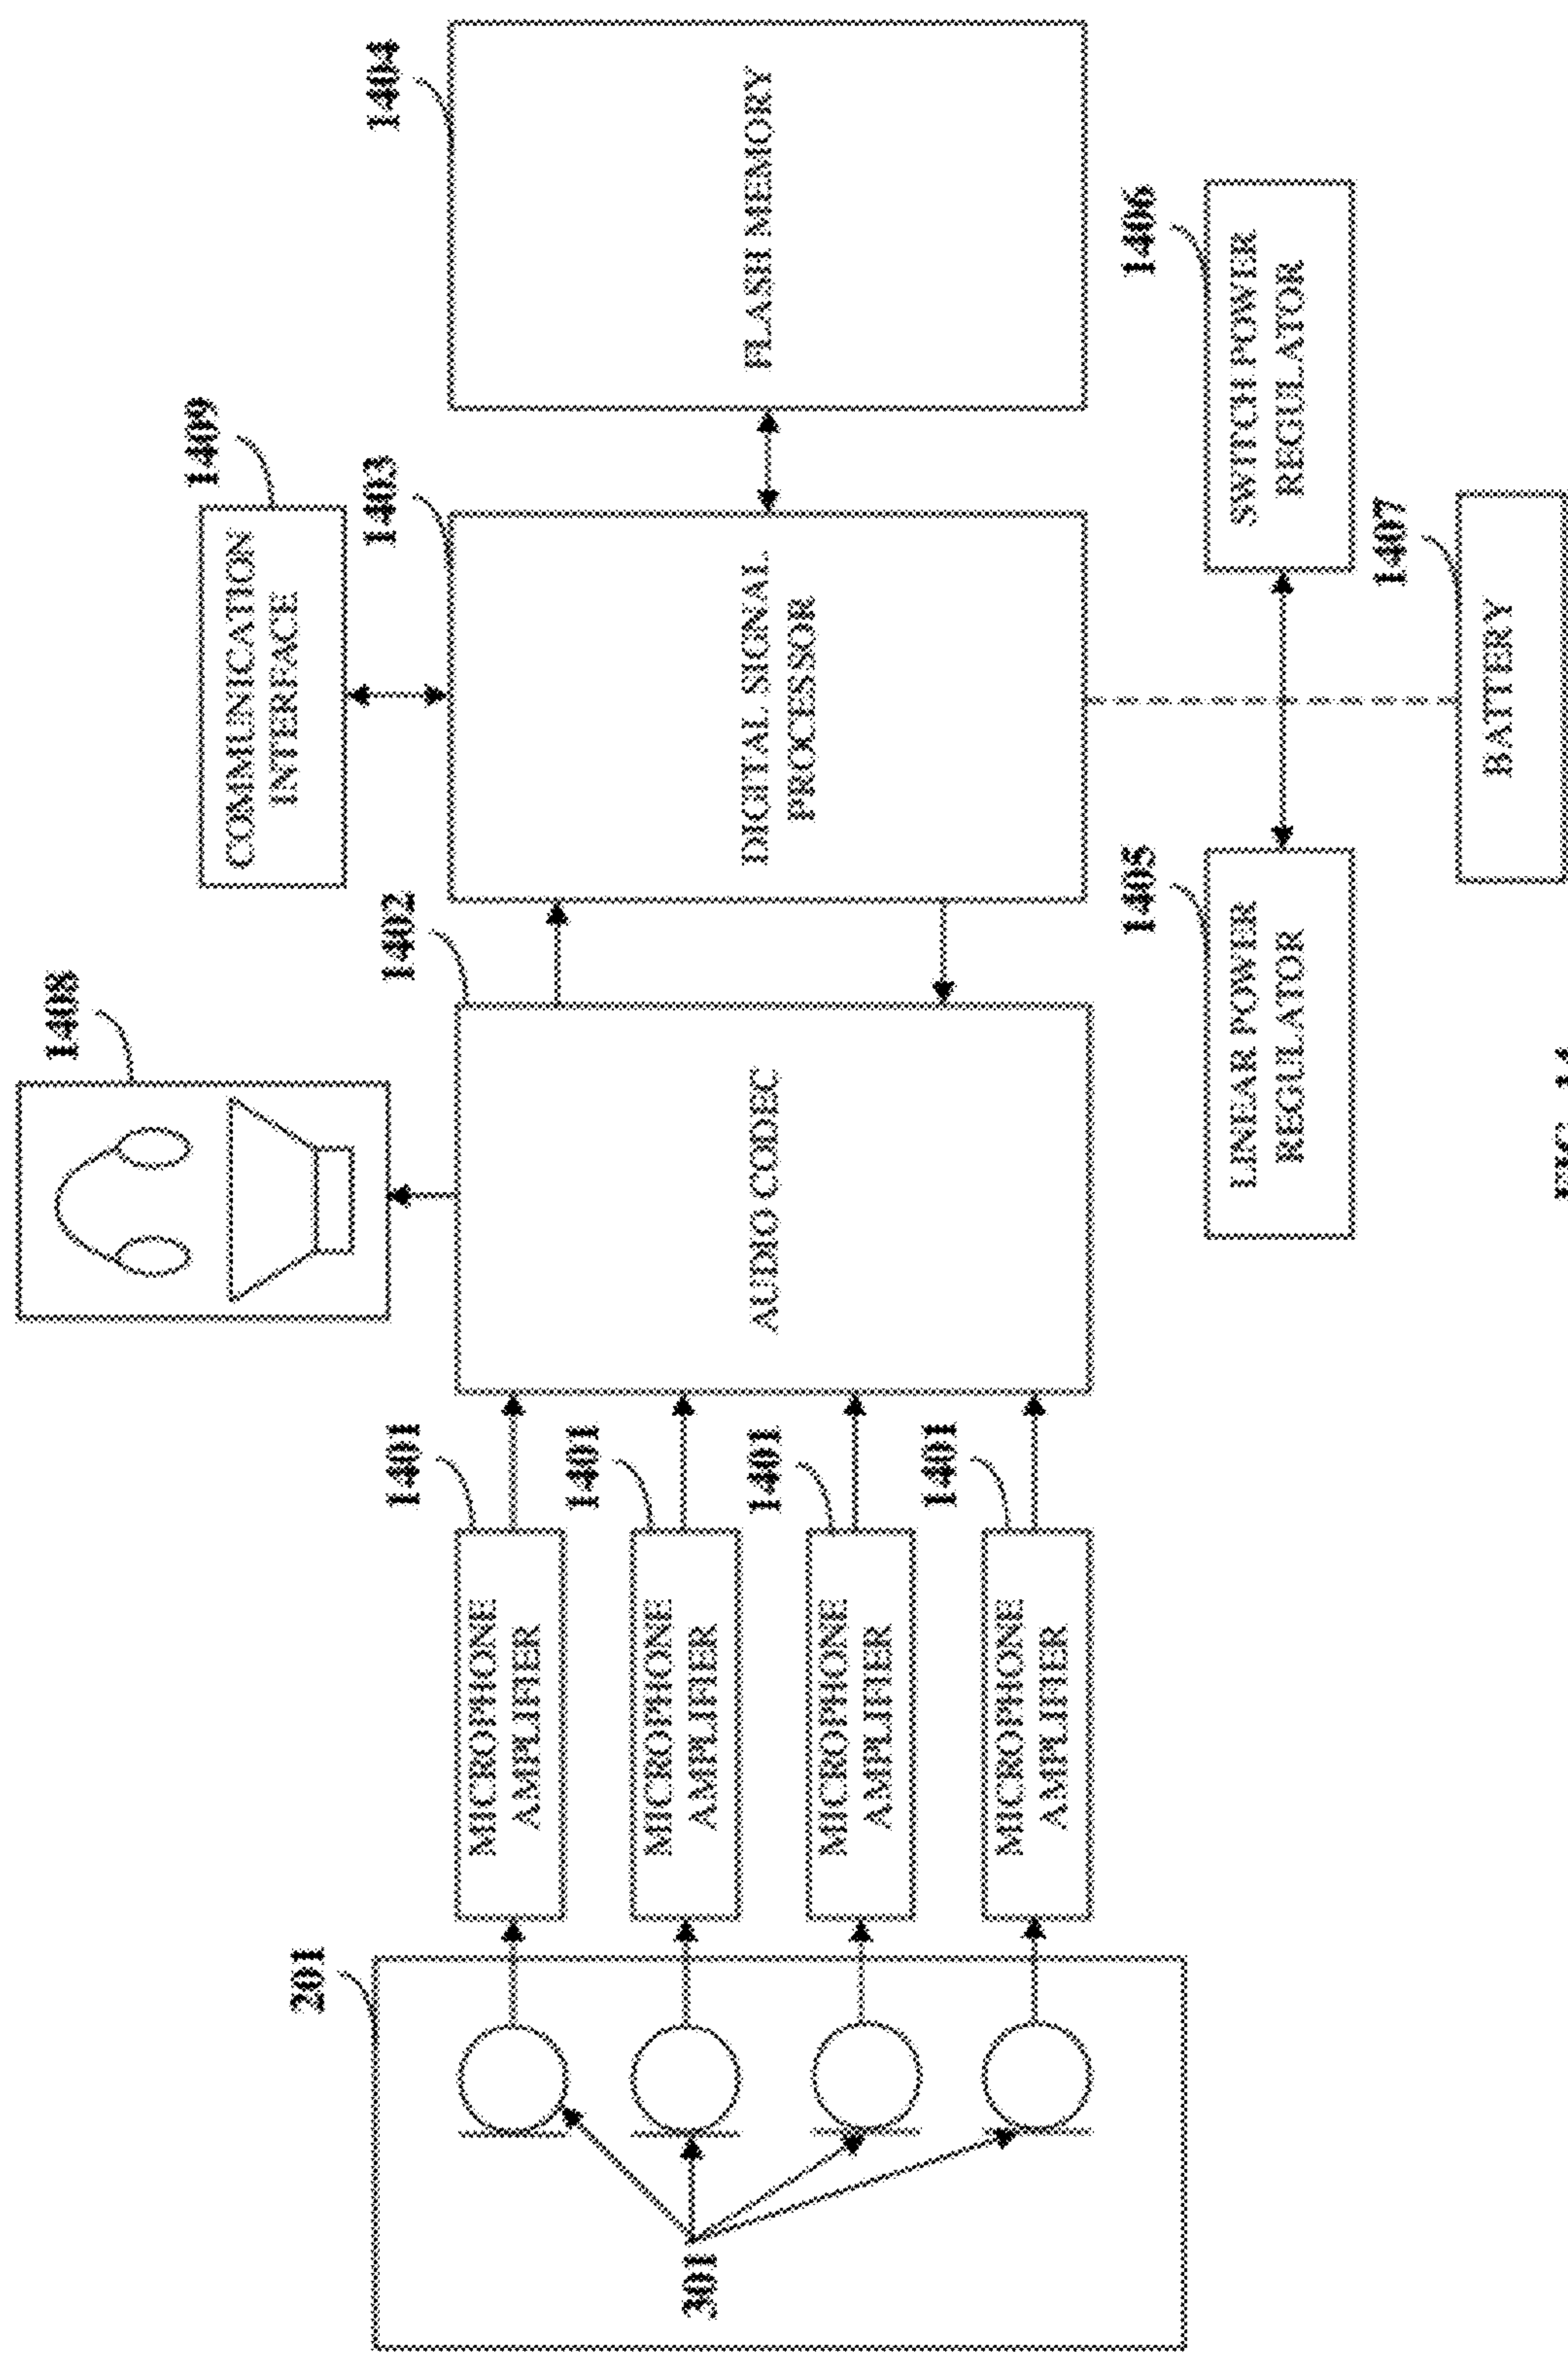 1408
1409
COMMUNICATION
INTERFACE
201
1401
1402
1403
1404
MICROPHONE
AMPLIFIER
1401
MICROPHONE
AMPLIFIER
301
AUDIO CODEC
DIGITAL SIGNAL
PROCESSOR
FLASH MEMORY
1401
MICROPHONE
AMPLIFIER
1401
MICROPHONE
AMPLIFIER
1405
LINEAR POWER
REGULATOR
1406
SWITCH POWER
REGULATOR
1407
BATTERY